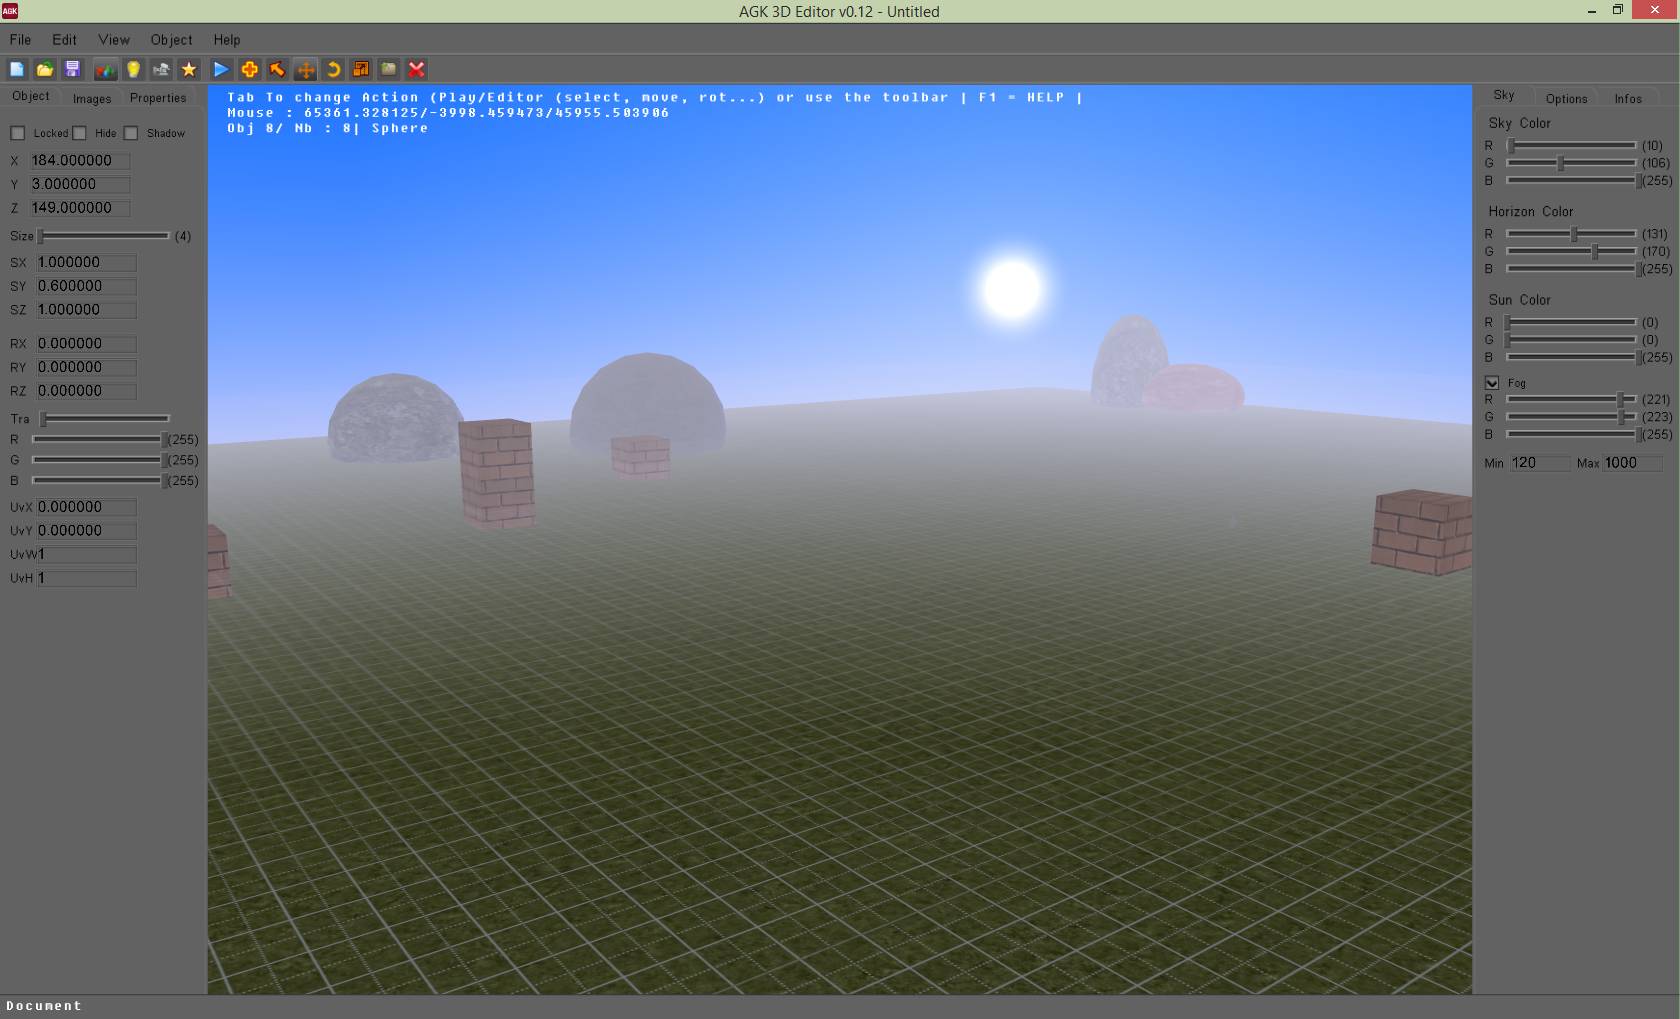 AGK
AGK 3D Editor v0.12 - Untitled
File Edit View Object Help
Object Images Properties
Locked Hide Shadow
X 184.000000
Y 3.000000
Z 149.000000
Size (4)
SX 1.000000
SY 0.600000
SZ 1.000000
RX 0.000000
RY 0.000000
RZ 0.000000
Tra
R (255)
G (255)
B (255)
UvX 0.000000
UvY 0.000000
UvW 1
UvH 1
Tab To change Action (Play/Editor (select, move, rot...) or use the toolbar | F1 = HELP |
Mouse : 65361.328125/-3998.459473/45955.503906
Obj 8/ Nb : 8| Sphere
Sky Options Infos
Sky Color
R (10)
G (106)
B (255)
Horizon Color
R (131)
G (170)
B (255)
Sun Color
R (0)
G (0)
B (255)
Fog
R (221)
G (223)
B (255)
Min 120 Max 1000
Document